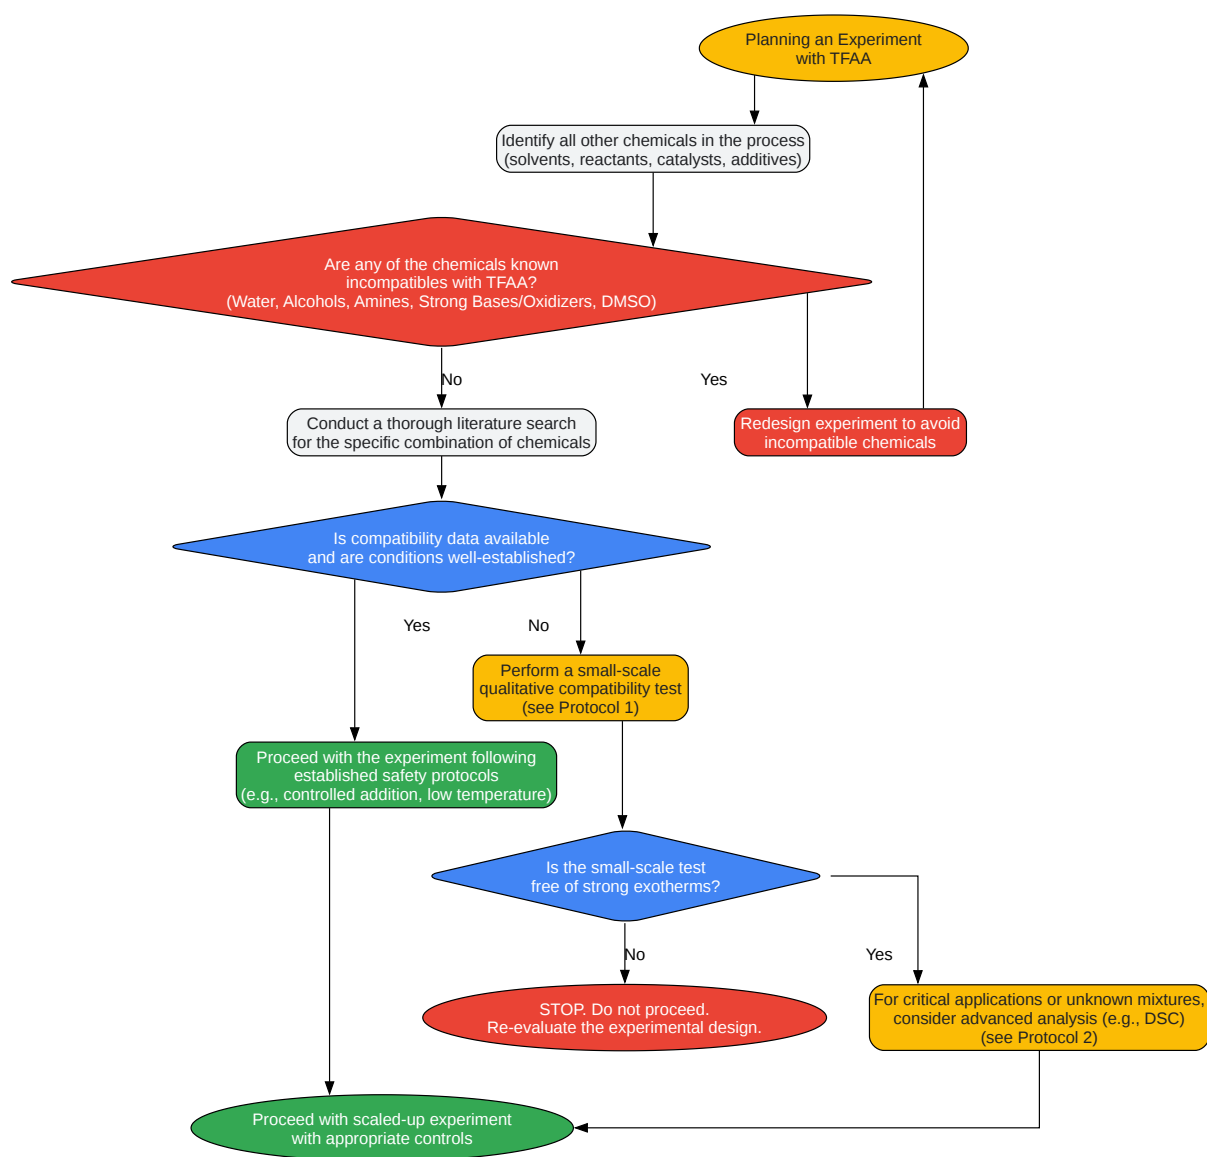 Planning an Experiment
with TFAA
Identify all other chemicals in the process
(solvents, reactants, catalysts, additives)
Are any of the chemicals known
incompatibles with TFAA?
(Water, Alcohols, Amines, Strong Bases/Oxidizers, DMSO)
No
Yes
Conduct a thorough literature search
for the specific combination of chemicals
Redesign experiment to avoid
incompatible chemicals
Is compatibility data available
and are conditions well-established?
Yes
No
Perform a small-scale
qualitative compatibility test
(see Protocol 1)
Proceed with the experiment following
established safety protocols
(e.g., controlled addition, low temperature)
Is the small-scale test
free of strong exotherms?
No
Yes
STOP. Do not proceed.
Re-evaluate the experimental design.
For critical applications or unknown mixtures,
consider advanced analysis (e.g., DSC)
(see Protocol 2)
Proceed with scaled-up experiment
with appropriate controls